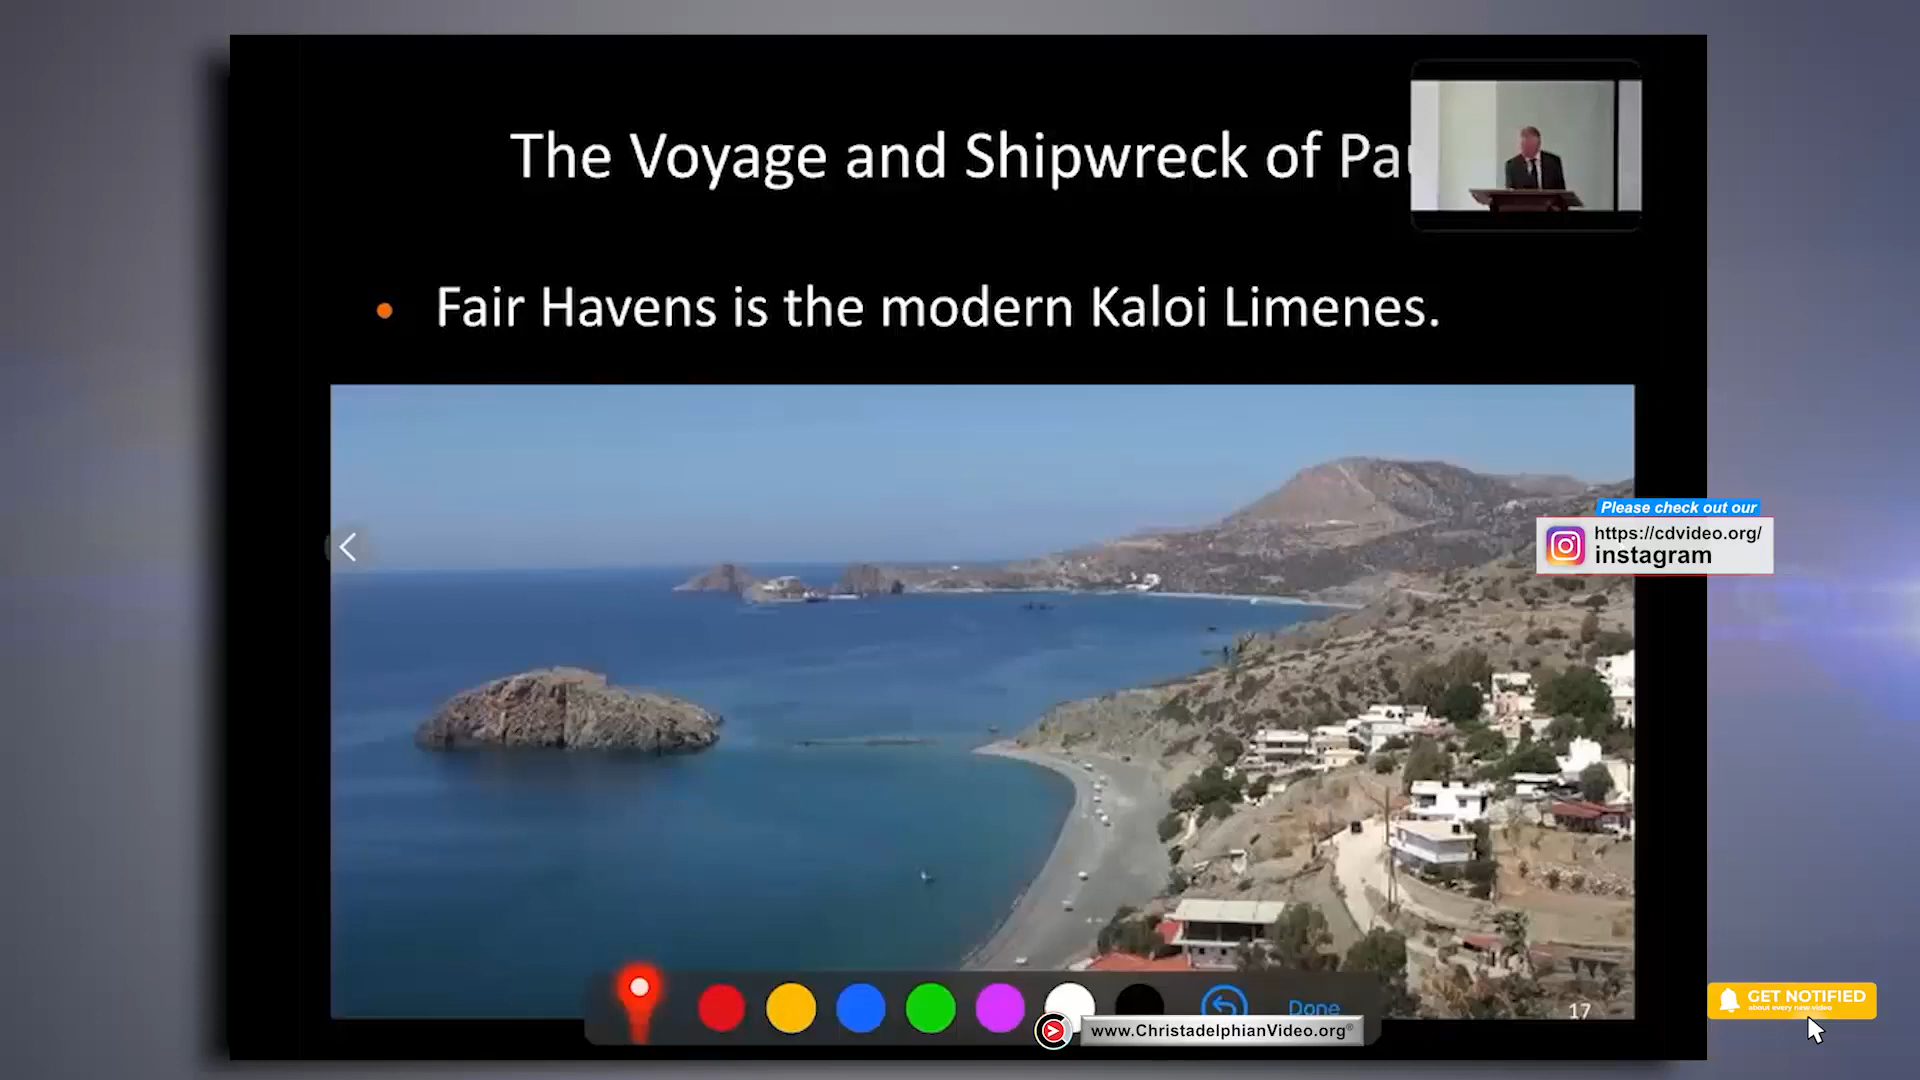 The Voyage and Shipwreck of Pau
• Fair Havens is the modern Kaloi Limenes.
Please check out our
https://cdvideo.org/
instagram
GET NOTIFIED
about every new video
Done
17
www.ChristadelphianVideo.org®